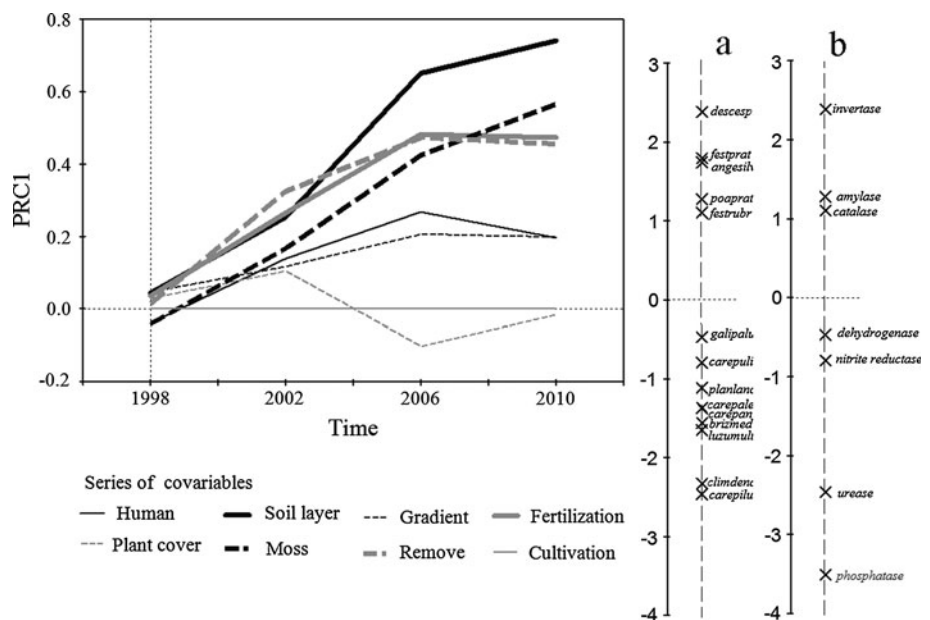 0.8
0.6
0.4
0.2
0.0
-0.2
PRC1
1998 2002 2006 2010
Time
Series of covariables
Human Soil layer Gradient Fertilization
Plant cover Moss Remove Cultivation
a
3
2
1
0
-1
-2
-3
-4
descesp
festprat
angesilv
poaprat
festrubr
galipalu
carepuli
planlanc
carepale
carepan
brizmed
luzumulu
climdend
carepilu
b
3
2
1
0
-1
-2
-3
-4
invertase
amylase
catalase
dehydrogenase
nitrite reductase
urease
phosphatase